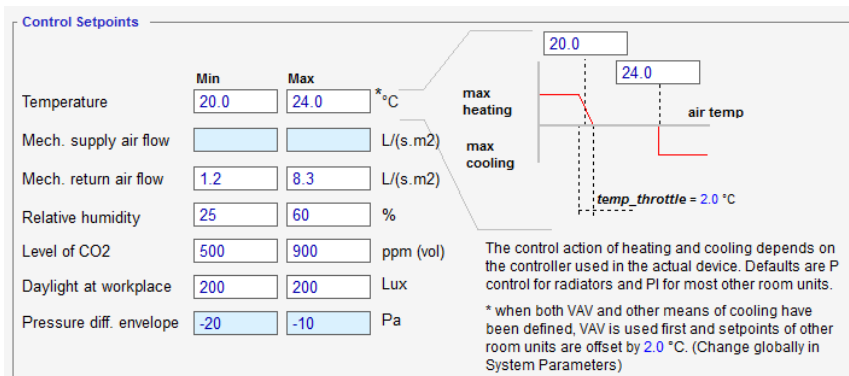 Control Setpoints
Min Max
Temperature 20.0 24.0 *°C
Mech. supply air flow L/(s.m2)
Mech. return air flow 1.2 8.3 L/(s.m2)
Relative humidity 25 60 %
Level of CO2 500 900 ppm (vol)
Daylight at workplace 200 200 Lux
Pressure diff. envelope -20 -10 Pa
20.0
24.0
max
heating
air temp
max
cooling
temp_throttle = 2.0 °C
The control action of heating and cooling depends on
the controller used in the actual device. Defaults are P
control for radiators and PI for most other room units.
* when both VAV and other means of cooling have
been defined, VAV is used first and setpoints of other
room units are offset by 2.0 °C. (Change globally in
System Parameters)